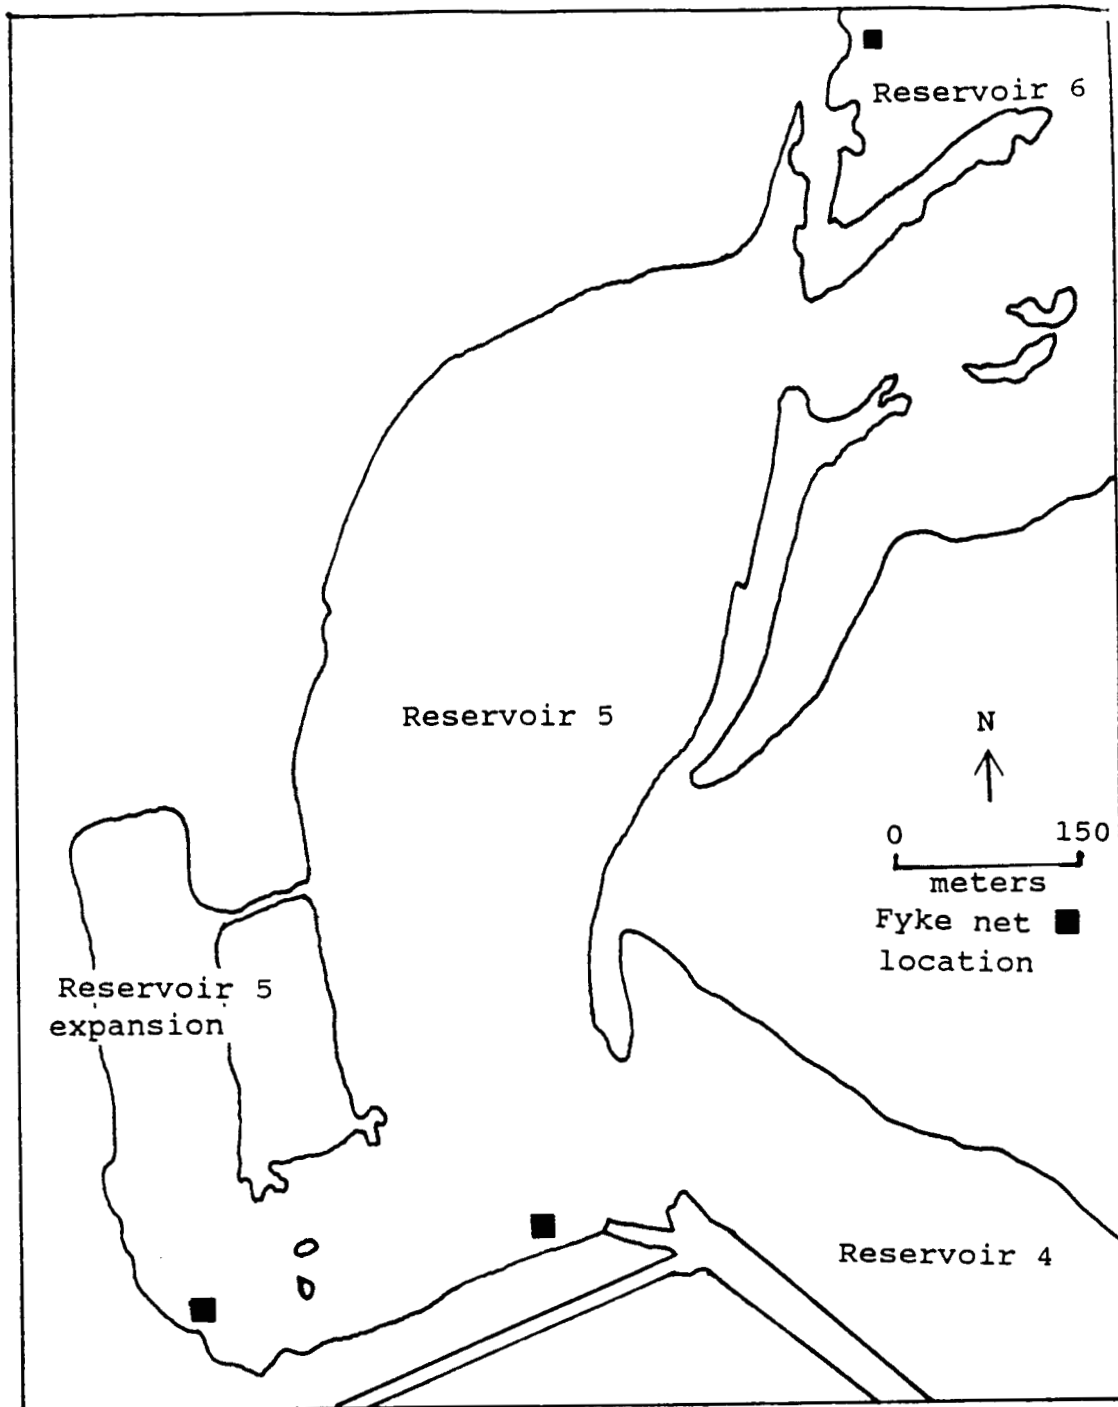 Reservoir 6
Reservoir 5
N
0 150
meters
Fyke net
location
Reservoir 5
expansion
Reservoir 4